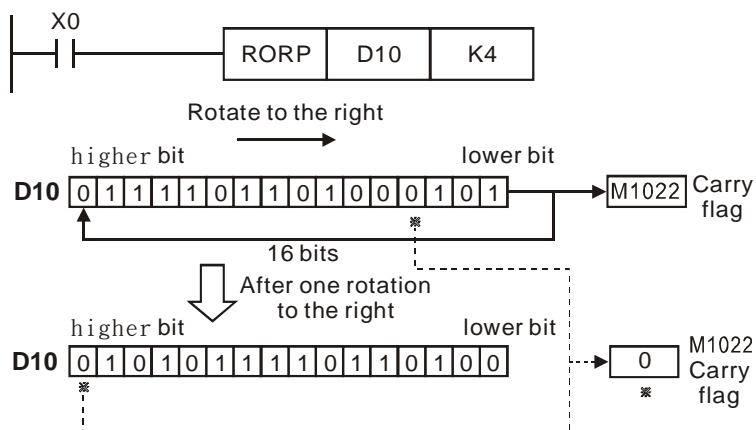 X0
RORP D10 K4
Rotate to the right
higher bit lower bit
D10 0 1 1 1 1 0 1 1 0 1 0 0 0 1 0 1 M1022 Carry flag
※
16 bits
After one rotation
to the right
higher bit lower bit
D10 0 1 0 1 0 1 1 1 1 0 1 1 0 1 0 0 0 M1022
Carry
flag
※ ※